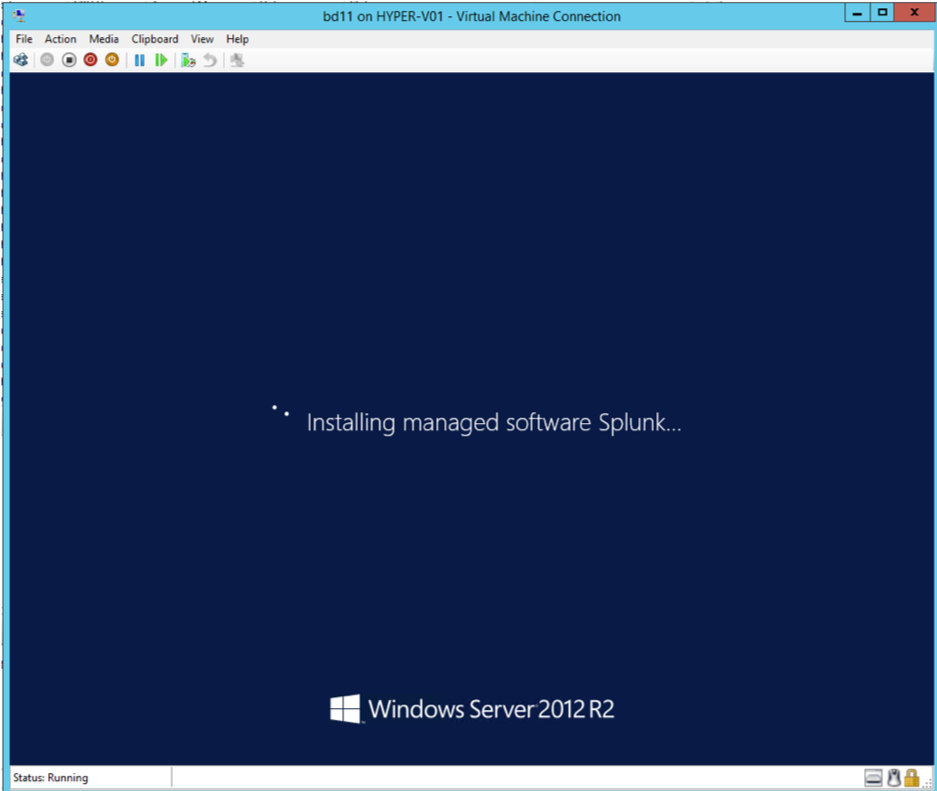 bd11 on HYPER-V01 - Virtual Machine Connection
File Action Media Clipboard View Help
Installing managed software Splunk...
Windows Server 2012 R2
Status: Running